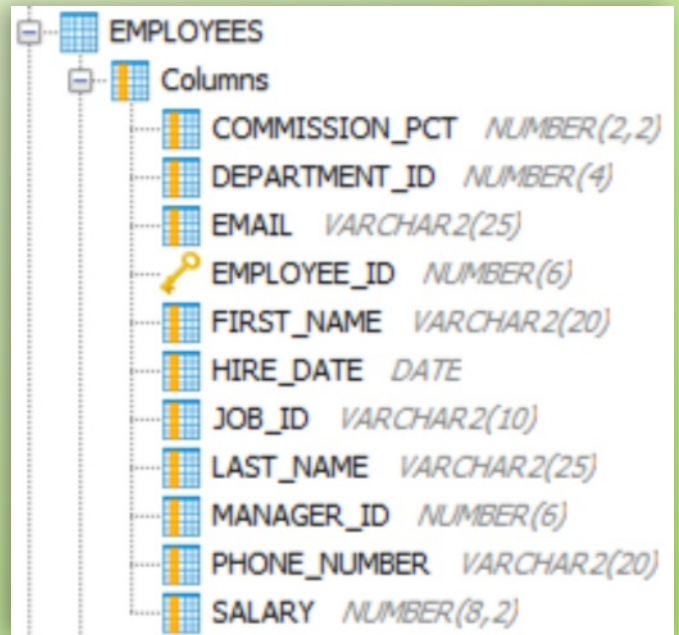 EMPLOYEES
Columns
COMMISSION_PCT NUMBER(2,2)
DEPARTMENT_ID NUMBER(4)
EMAIL VARCHAR2(25)
EMPLOYEE_ID NUMBER(6)
FIRST_NAME VARCHAR2(20)
HIRE_DATE DATE
JOB_ID VARCHAR2(10)
LAST_NAME VARCHAR2(25)
MANAGER_ID NUMBER(6)
PHONE_NUMBER VARCHAR2(20)
SALARY NUMBER(8,2)